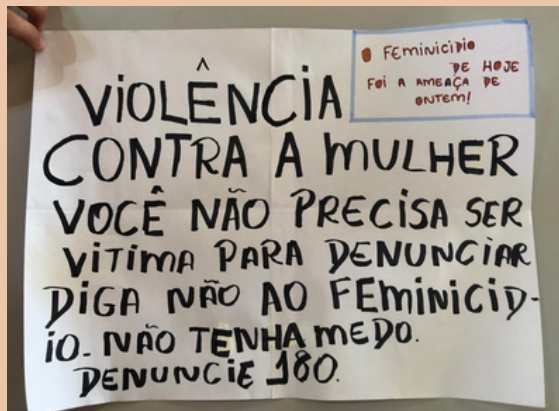 O FEMINICIDIO
DE HOJE
FOI A AMEAÇA DE
ONTEM!
VIOLÊNCIA
CONTRA A MULHER
VOCÊ NÃO PRECISA SER
VITIMA PARA DENUNCIAR
DIGA NÃO AO FEMINICID-
IO. NÃO TENHA MEDO.
DENUNCIE 180.